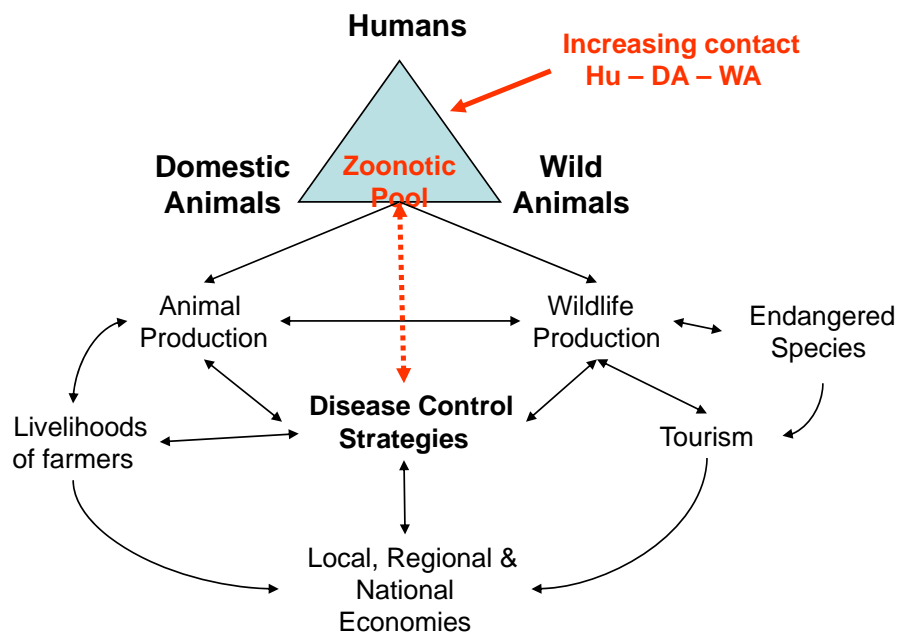 Humans
Increasing contact
Hu – DA – WA
Domestic
Animals
Zoonotic
Pool
Wild
Animals
Animal
Production
Wildlife
Production
Endangered
Species
Disease Control
Strategies
Livelihoods
of farmers
Tourism
Local, Regional &
National
Economies